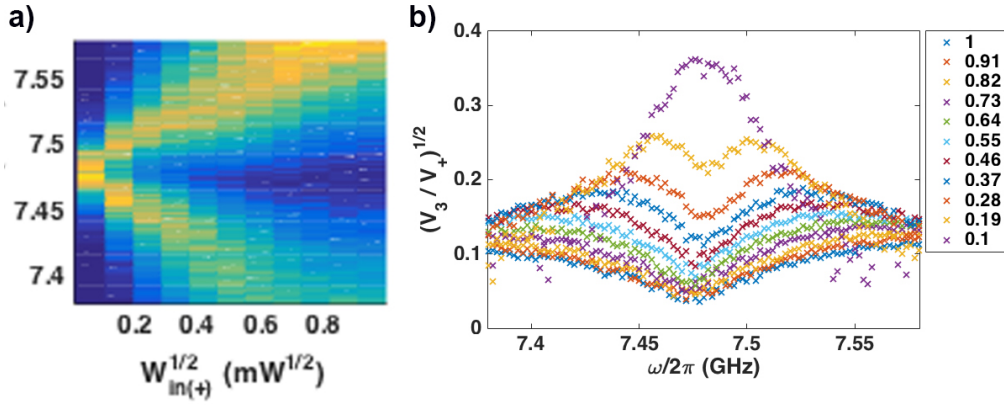 a)
7.55
7.5
7.45
7.4
0.2 0.4 0.6 0.8
W^{1/2}_{in(+)} (mW^{1/2})
b)
(V_3 / V_+)^{1/2}
0.4
0.3
0.2
0.1
0
7.4 7.45 7.5 7.55
ω/2π (GHz)
1
0.91
0.82
0.73
0.64
0.55
0.46
0.37
0.28
0.19
0.1